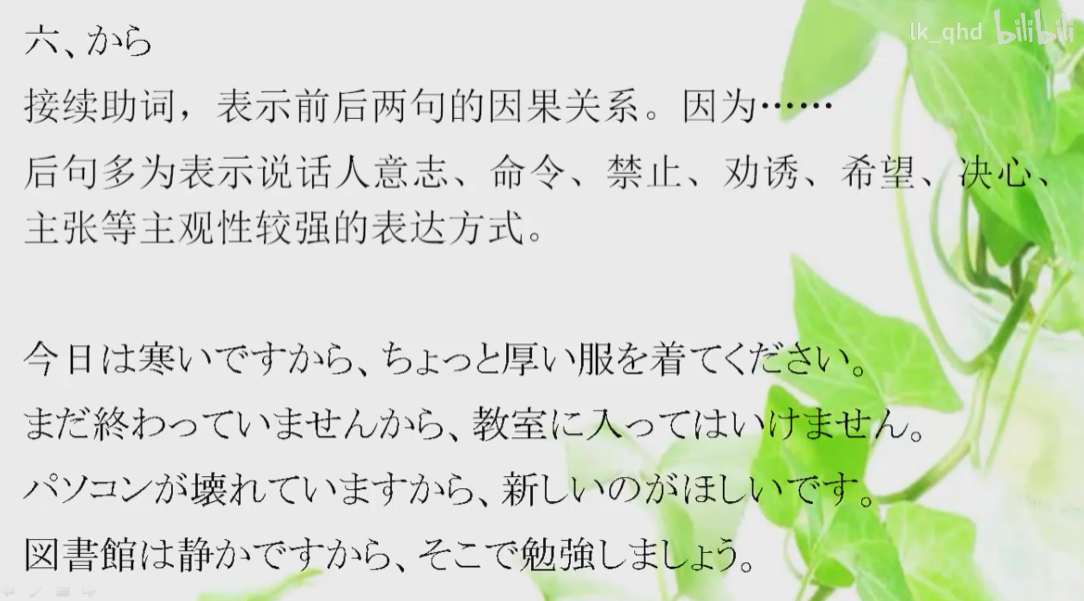 lk_qhd bilibili
六、から
接续助词，表示前后两句的因果关系。因为……
后句多为表示说话人意志、命令、禁止、劝诱、希望、决心、
主张等主观性较强的表达方式。
今日は寒いですから、ちょっと厚い服を着てください。
まだ終わっていませんから、教室に入ってはいけません。
パソコンが壊れていますから、新しいのがほしいです。
図書館は静かですから、そこで勉強しましょう。